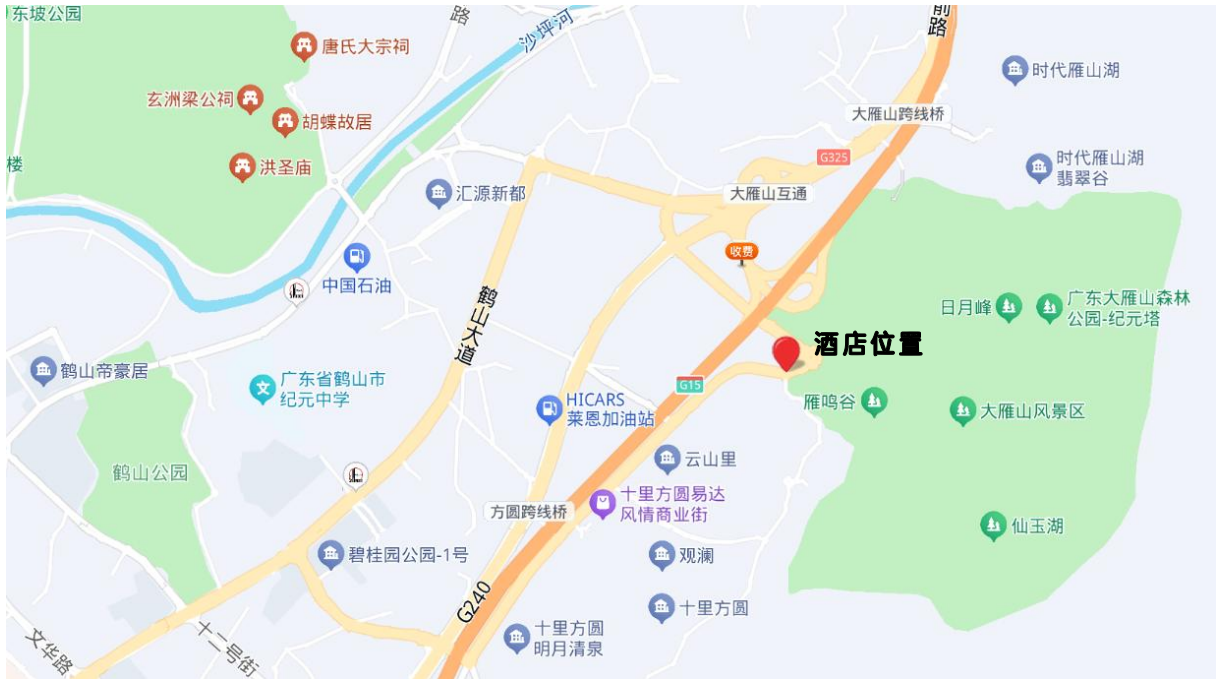 东坡公园
路
沙坪河
前路
唐氏大宗祠
时代雁山湖
玄洲梁公祠
胡蝶故居
大雁山跨线桥
楼
洪圣庙
G325
时代雁山湖
翡翠谷
汇源新都
大雁山互通
收费
中国石油
鹤山大道
日月峰
广东大雁山森林
公园-纪元塔
酒店位置
鹤山帝豪居
广东省鹤山市
纪元中学
G15
HICARS
莱恩加油站
雁鸣谷
大雁山风景区
鹤山公园
云山里
十里方圆易达
风情商业街
方圆跨线桥
仙玉湖
碧桂园公园-1号
观澜
G240
十里方圆
十里方圆
明月清泉
文华路
十二号街